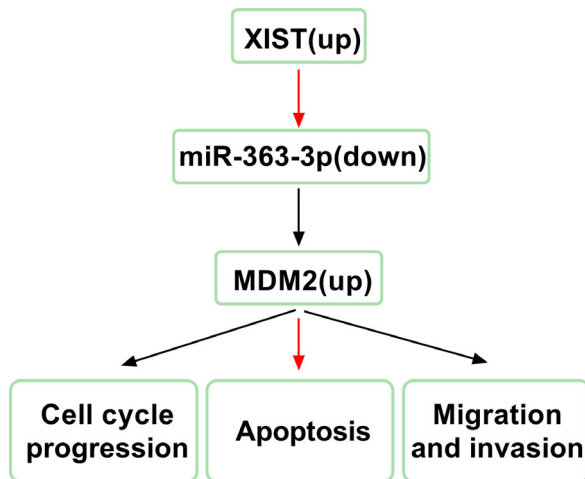 XIST(up)
miR-363-3p(down)
MDM2(up)
Cell cycle
progression
Apoptosis
Migration
and invasion